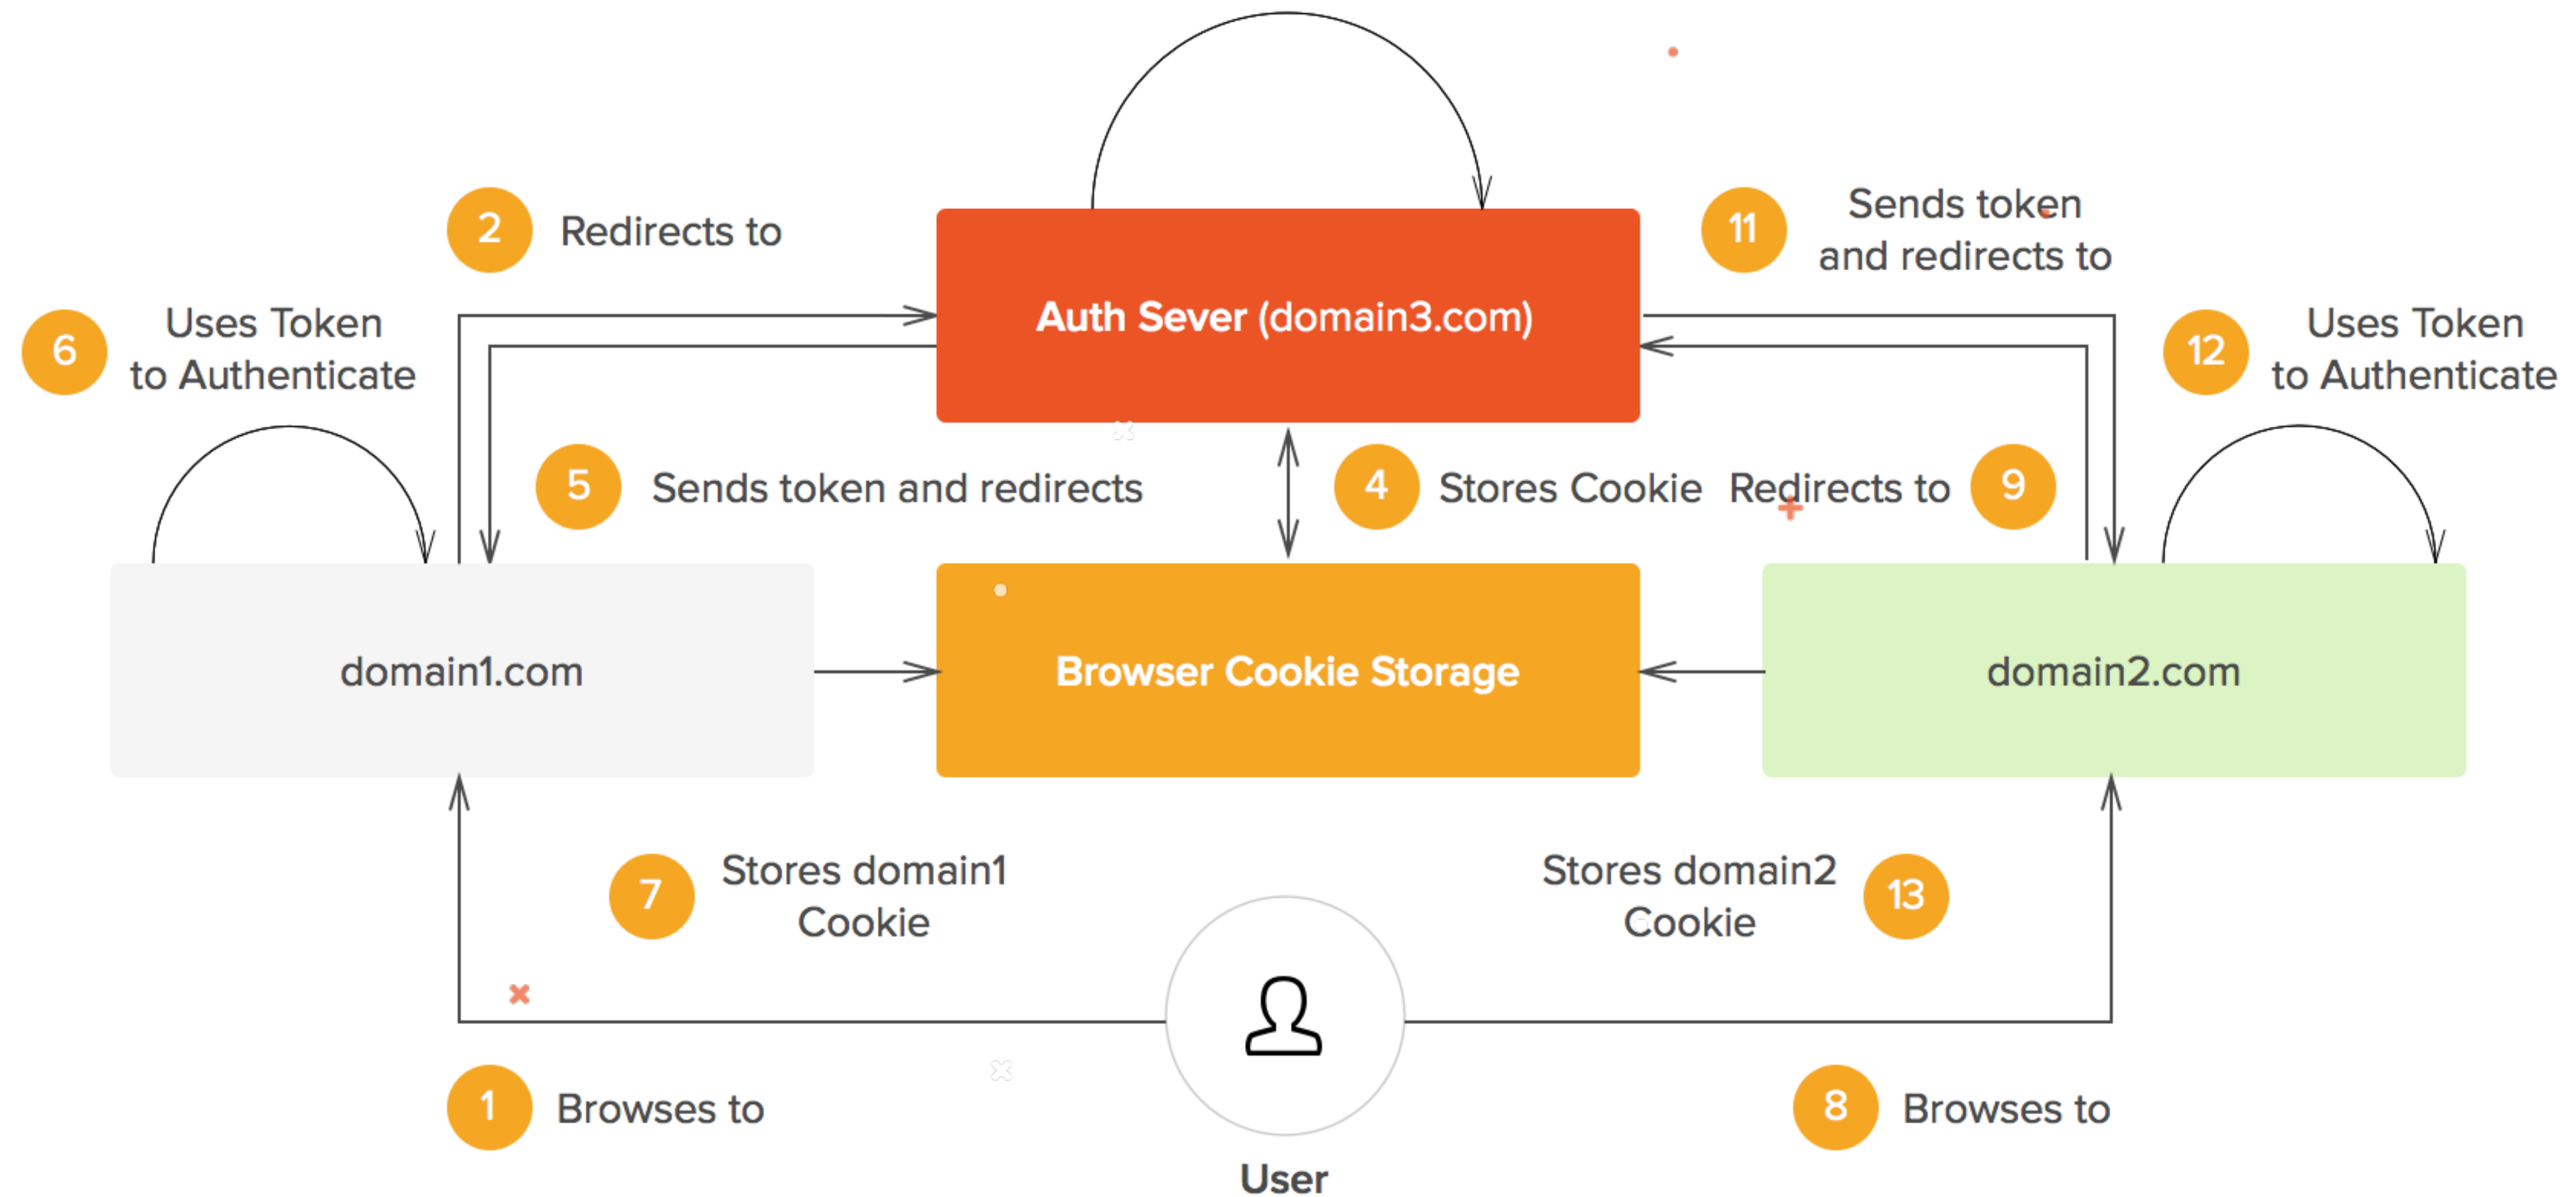 2 Redirects to
11 Sends token
and redirects to
6 Uses Token
to Authenticate
Auth Sever (domain3.com)
12 Uses Token
to Authenticate
5 Sends token and redirects
4 Stores Cookie
Redirects to 9
domain1.com
Browser Cookie Storage
domain2.com
7 Stores domain1
Cookie
Stores domain2
Cookie
13
1 Browses to
8 Browses to
User